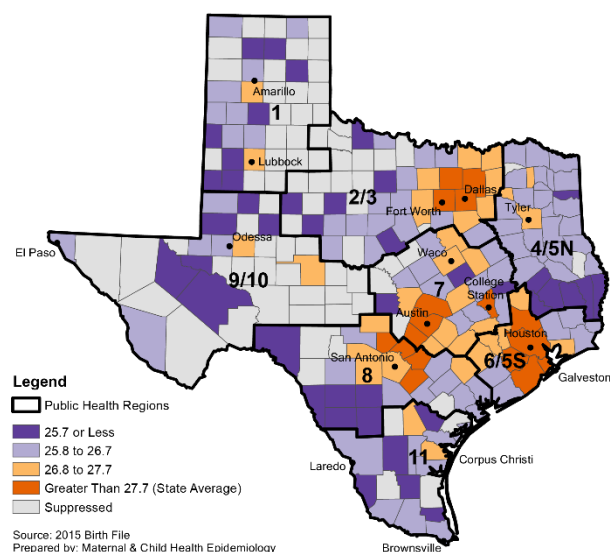 Amarillo
1
Lubbock
2/3
Dallas
Fort Worth
Tyler
4/5N
El Paso
Odessa
9/10
Waco
7
College
Station
Austin
Houston
6/5S
San Antonio
8
Galveston
11
Laredo
Corpus Christi
Brownsville
Legend
Public Health Regions
25.7 or Less
25.8 to 26.7
26.8 to 27.7
Greater Than 27.7 (State Average)
Suppressed
Source: 2015 Birth File
Prepared by: Maternal & Child Health Epidemiology